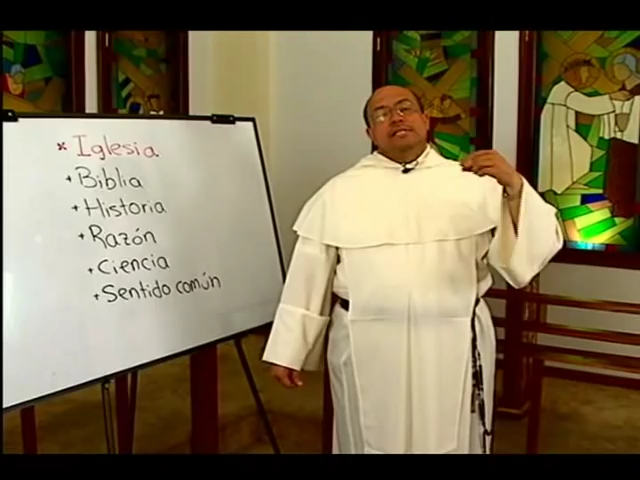 × Iglesia
+ Biblia
+ Historia
+ Razón
+ Ciencia
+ Sentido común